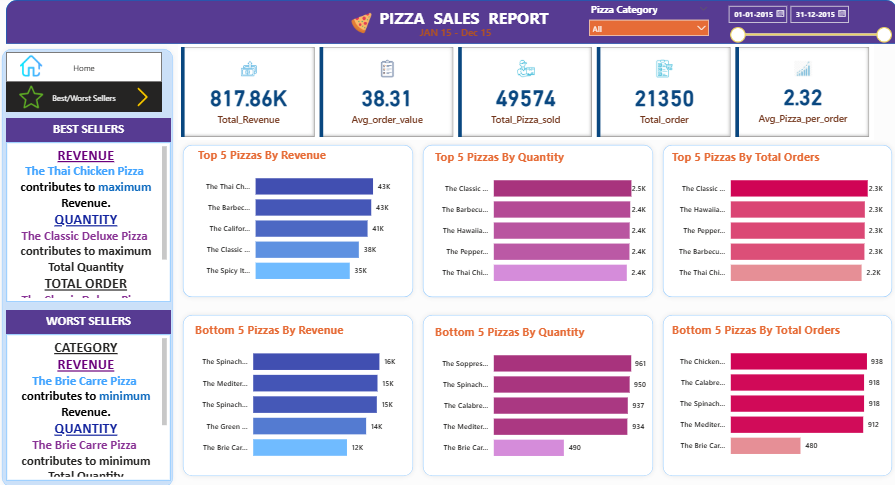 PIZZA SALES REPORT
JAN 15 - Dec 15
Pizza Category
All
01-01-2015
31-12-2015
Home
Best/Worst Sellers
BEST SELLERS
REVENUE
The Thai Chicken Pizza
contributes to maximum
Revenue.
QUANTITY
The Classic Deluxe Pizza
contributes to maximum
Total Quantity
TOTAL ORDER
The Classic Deluxe Pizza
WORST SELLERS
CATEGORY
REVENUE
The Brie Carre Pizza
contributes to minimum
Revenue.
QUANTITY
The Brie Carre Pizza
contributes to minimum
Total Quantity
817.86K
Total_Revenue
38.31
Avg_order_value
49574
Total_Pizza_sold
21350
Total_order
2.32
Avg_Pizza_per_order
Top 5 Pizzas By Revenue
The Thai Ch... 43K
The Barbec... 43K
The Califor... 41K
The Classic ... 38K
The Spicy It... 35K
Top 5 Pizzas By Quantity
The Classic ... 2.5K
The Barbecu... 2.4K
The Hawaiia... 2.4K
The Pepper... 2.4K
The Thai Chi... 2.4K
Top 5 Pizzas By Total Orders
The Classic ... 2.3K
The Hawaiia... 2.3K
The Pepper... 2.3K
The Barbecu... 2.3K
The Thai Chi... 2.2K
Bottom 5 Pizzas By Revenue
The Spinach... 16K
The Mediter... 15K
The Spinach... 15K
The Green ... 14K
The Brie Car... 12K
Bottom 5 Pizzas By Quantity
The Soppres... 961
The Spinach... 950
The Calabre... 937
The Mediter... 934
The Brie Car... 490
Bottom 5 Pizzas By Total Orders
The Chicken... 938
The Calabre... 918
The Spinach... 918
The Mediter... 912
The Brie Car... 480